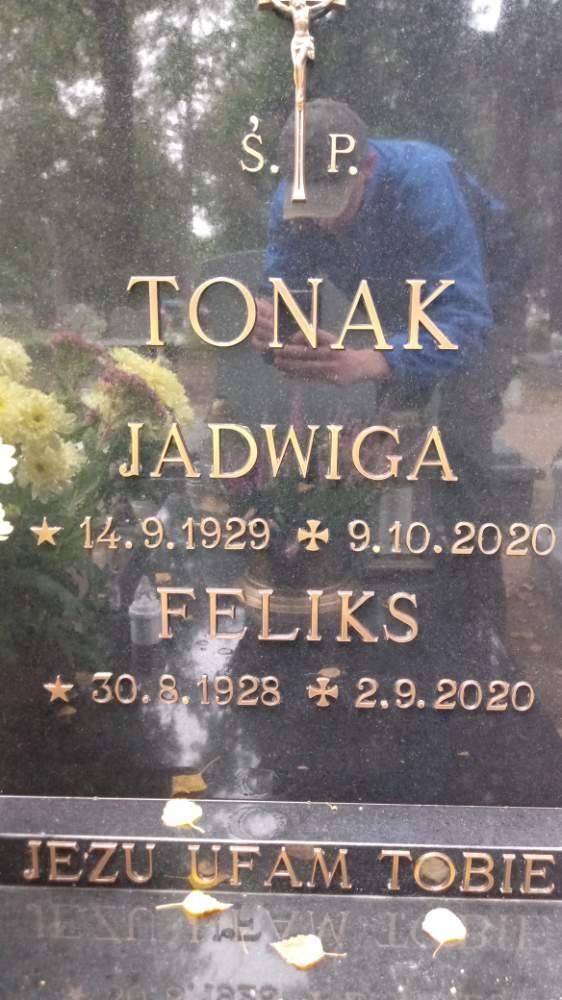 Ś. P.
TONAK
JADWIGA
★ 14.9.1929 ✠ 9.10.2020
FELIKS
★ 30.8.1928 ✠ 2.9.2020
JEZU UFAM TOBIE